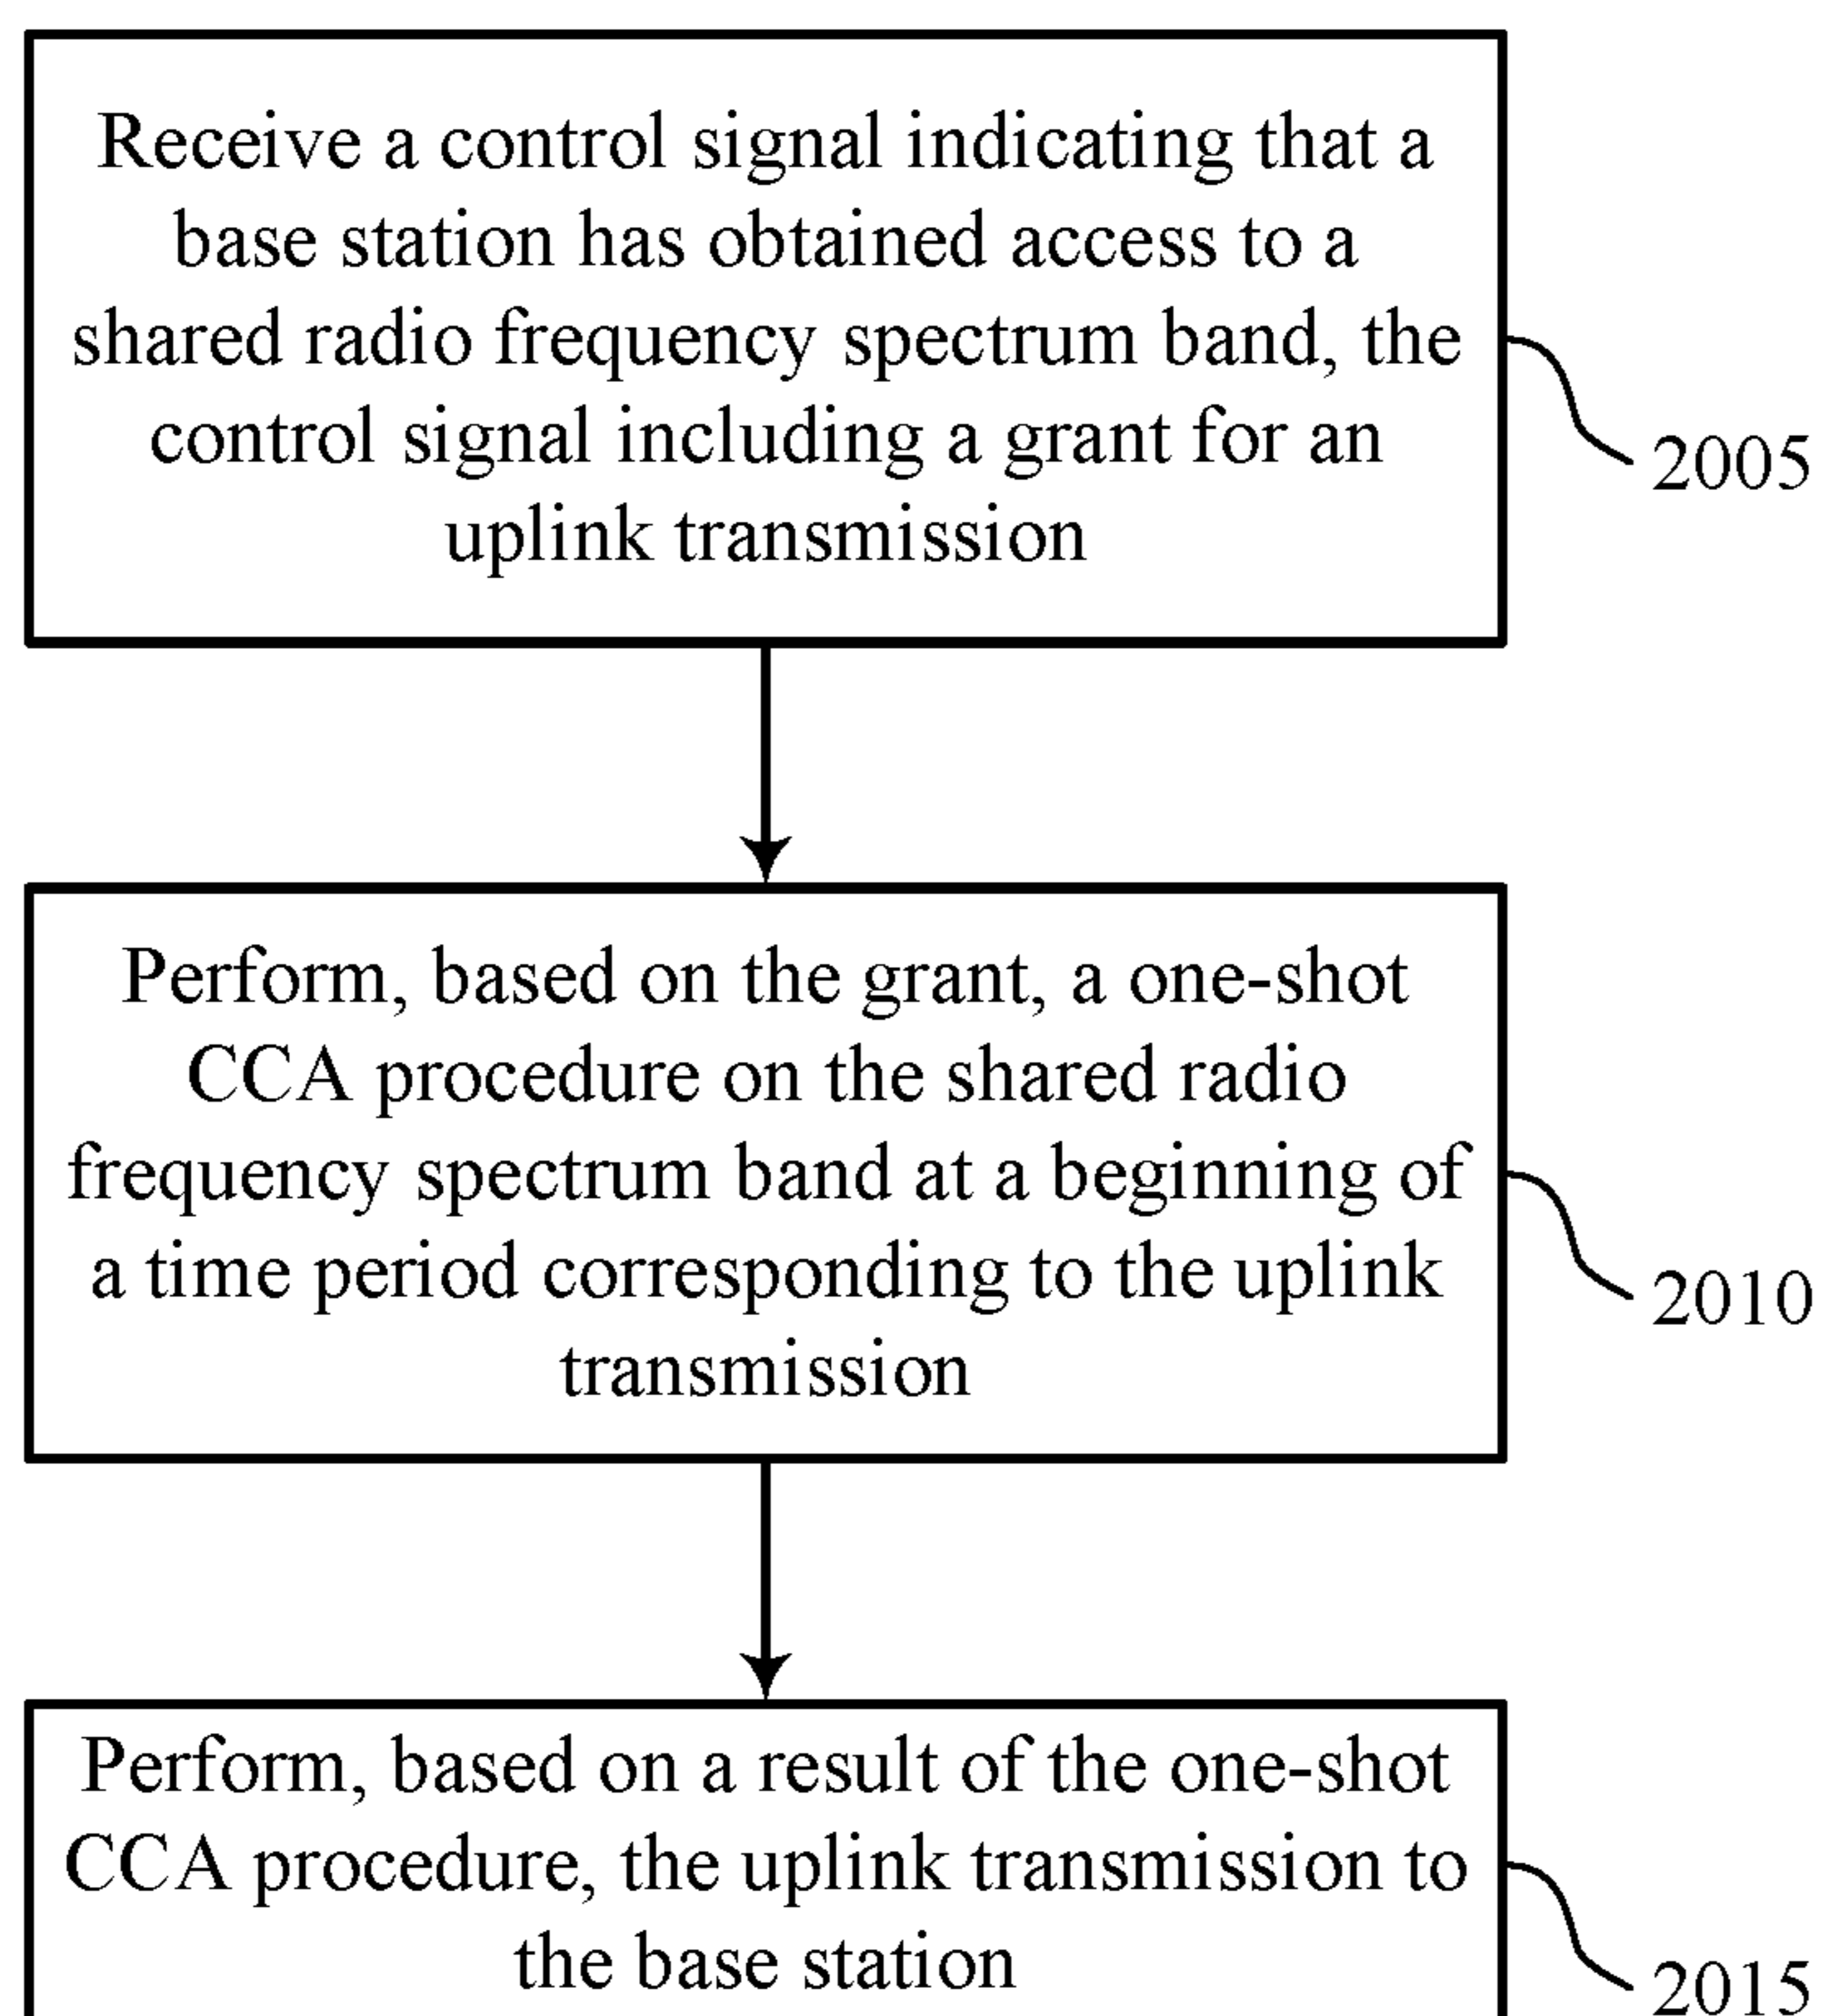 Receive a control signal indicating that a
base station has obtained access to a
shared radio frequency spectrum band, the
control signal including a grant for an
uplink transmission
2005
Perform, based on the grant, a one-shot
CCA procedure on the shared radio
frequency spectrum band at a beginning of
a time period corresponding to the uplink
transmission
2010
Perform, based on a result of the one-shot
CCA procedure, the uplink transmission to
the base station
2015